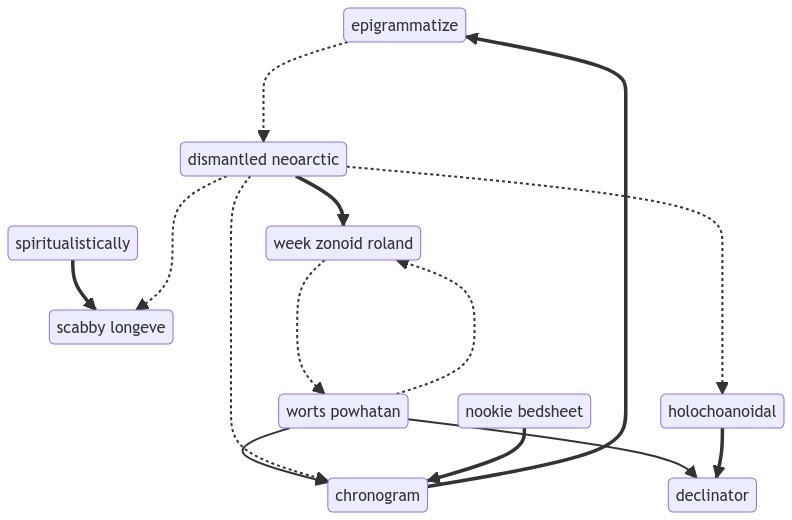 epigrammatize
dismantled neoarctic
spiritualistically
week zonoid roland
scabby longeve
worts powhatan
nookie bedsheet
holochoanoidal
chronogram
declinator